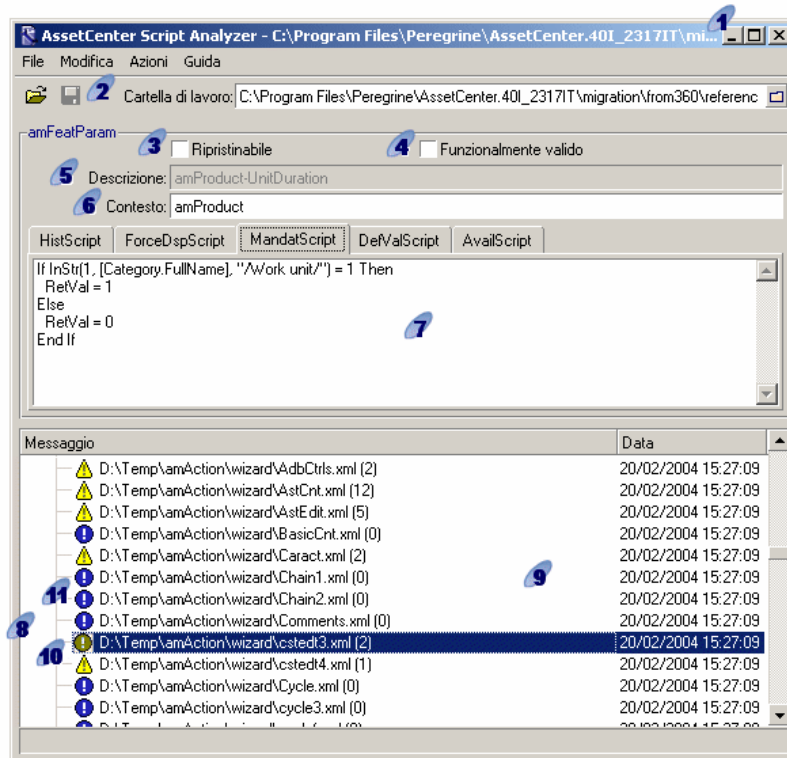 AssetCenter Script Analyzer - C:\Program Files\Peregrine\AssetCenter.40I_2317IT\mi... 1
File Modifica Azioni Guida
2 Cartella di lavoro: C:\Program Files\Peregrine\AssetCenter.40I_2317IT\migration\from360\referenc
amFeatParam
3 Ripristinabile 4 Funzionalmente valido
5 Descrizione: amProduct-UnitDuration
6 Contesto: amProduct
HistScript ForceDspScript MandatScript DefValScript AvailScript
If InStr(1, [Category.FullName], "/Work unit/") = 1 Then
RetVal = 1
Else
RetVal = 0
End If
7
Messaggio Data
D:\Temp\amAction\wizard\AdbCtrls.xml (2) 20/02/2004 15:27:09
D:\Temp\amAction\wizard\AstCnt.xml (12) 20/02/2004 15:27:09
D:\Temp\amAction\wizard\AstEdit.xml (5) 20/02/2004 15:27:09
D:\Temp\amAction\wizard\BasicCnt.xml (0) 20/02/2004 15:27:09
D:\Temp\amAction\wizard\Caract.xml (2) 20/02/2004 15:27:09
D:\Temp\amAction\wizard\Chain1.xml (0) 9 20/02/2004 15:27:09
11 D:\Temp\amAction\wizard\Chain2.xml (0) 20/02/2004 15:27:09
8 D:\Temp\amAction\wizard\Comments.xml (0) 20/02/2004 15:27:09
10 D:\Temp\amAction\wizard\cstedt3.xml (2) 20/02/2004 15:27:09
D:\Temp\amAction\wizard\cstedt4.xml (1) 20/02/2004 15:27:09
D:\Temp\amAction\wizard\Cycle.xml (0) 20/02/2004 15:27:09
D:\Temp\amAction\wizard\cycle3.xml (0) 20/02/2004 15:27:09